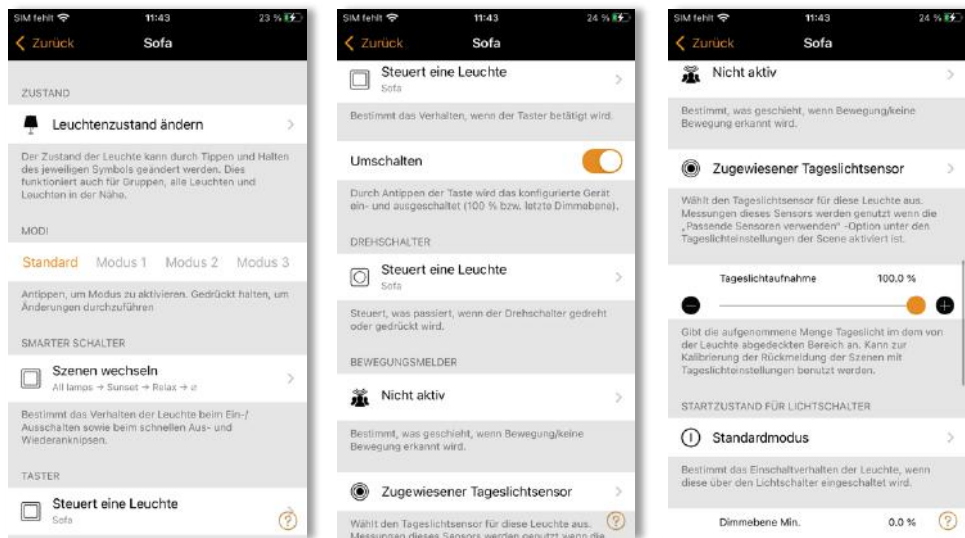 SIM fehlt 11:43 23 %
Zurück Sofa
ZUSTAND
Leuchtenzustand ändern
Der Zustand der Leuchte kann durch Tippen und Halten
des jeweiligen Symbols geändert werden. Dies
funktioniert auch für Gruppen, alle Leuchten und
Leuchten in der Nähe.
MODI
Standard Modus 1 Modus 2 Modus 3
Antippen, um Modus zu aktivieren. Gedrückt halten, um
Änderungen durchzuführen
SMARTER SCHALTER
Szenen wechseln
All lamps → Sunset → Relax → ⌀
Bestimmt das Verhalten der Leuchte beim Ein-/
Ausschalten sowie beim schnellen Aus- und
Wiederanknipsen.
TASTER
Steuert eine Leuchte
Sofa
?
SIM fehlt 11:43 24 %
Zurück Sofa
Steuert eine Leuchte
Sofa
Bestimmt das Verhalten, wenn der Taster betätigt wird.
Umschalten
Durch Antippen der Taste wird das konfigurierte Gerät
ein- und ausgeschaltet (100 % bzw. letzte Dimmebene).
DREHSCHALTER
Steuert eine Leuchte
Sofa
Steuert, was passiert, wenn der Drehschalter gedreht
oder gedrückt wird.
BEWEGUNGSMELDER
Nicht aktiv
Bestimmt, was geschieht, wenn Bewegung/keine
Bewegung erkannt wird.
Zugewiesener Tageslichtsensor
Wählt den Tageslichtsensor für diese Leuchte aus.
Messungen dieses Sensors werden genutzt wenn die
?
SIM fehlt 11:43 24 %
Zurück Sofa
Nicht aktiv
Bestimmt, was geschieht, wenn Bewegung/keine
Bewegung erkannt wird.
Zugewiesener Tageslichtsensor
Wählt den Tageslichtsensor für diese Leuchte aus.
Messungen dieses Sensors werden genutzt wenn die
„Passende Sensoren verwenden“ -Option unter den
Tageslichteinstellungen der Scene aktiviert ist.
Tageslichtaufnahme 100.0 %
Gibt die aufgenommene Menge Tageslicht im dem von
der Leuchte abgedeckten Bereich an. Kann zur
Kalibrierung der Rückmeldung der Szenen mit
Tageslichteinstellungen benutzt werden.
STARTZUSTAND FÜR LICHTSCHALTER
Standardmodus
Bestimmt das Einschaltverhalten der Leuchte, wenn
diese über den Lichtschalter eingeschaltet wird.
Dimmebene Min. 0.0 %
?